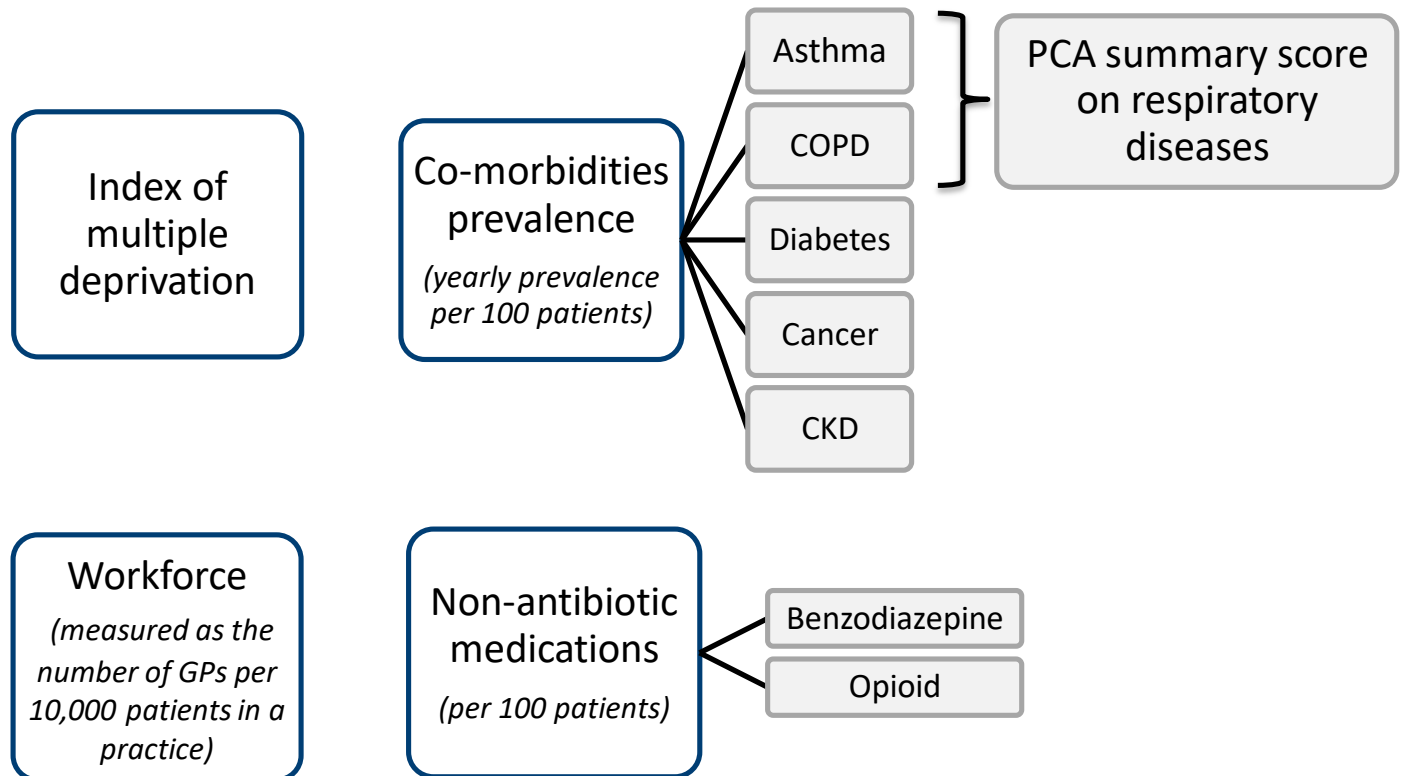 Index of
multiple
deprivation
Co-morbidities
prevalence
(yearly prevalence
per 100 patients)
Asthma
COPD
Diabetes
Cancer
CKD
PCA summary score
on respiratory
diseases
Workforce
(measured as the
number of GPs per
10,000 patients in a
practice)
Non-antibiotic
medications
(per 100 patients)
Benzodiazepine
Opioid